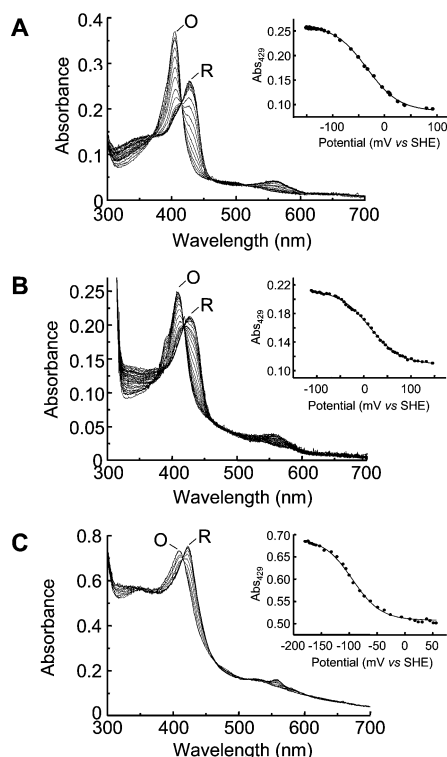 A
0.4
0.3
0.2
0.1
0
Absorbance
O
R
300 400 500 600 700
Wavelength (nm)
0.25
0.20
0.15
0.10
Abs429
-100 0 100
Potential (mV vs SHE)
B
0.25
0.20
0.15
0.10
0.05
0
Absorbance
O
R
300 400 500 600 700
Wavelength (nm)
0.22
0.18
0.14
0.10
Abs429
-100 0 100
Potential (mV vs SHE)
C
0.8
0.6
0.4
0.2
0
Absorbance
O
R
300 400 500 600 700
Wavelength (nm)
0.70
0.65
0.60
0.55
0.50
Abs429
-200 -150 -100 -50 0 50
Potential (mV vs SHE)